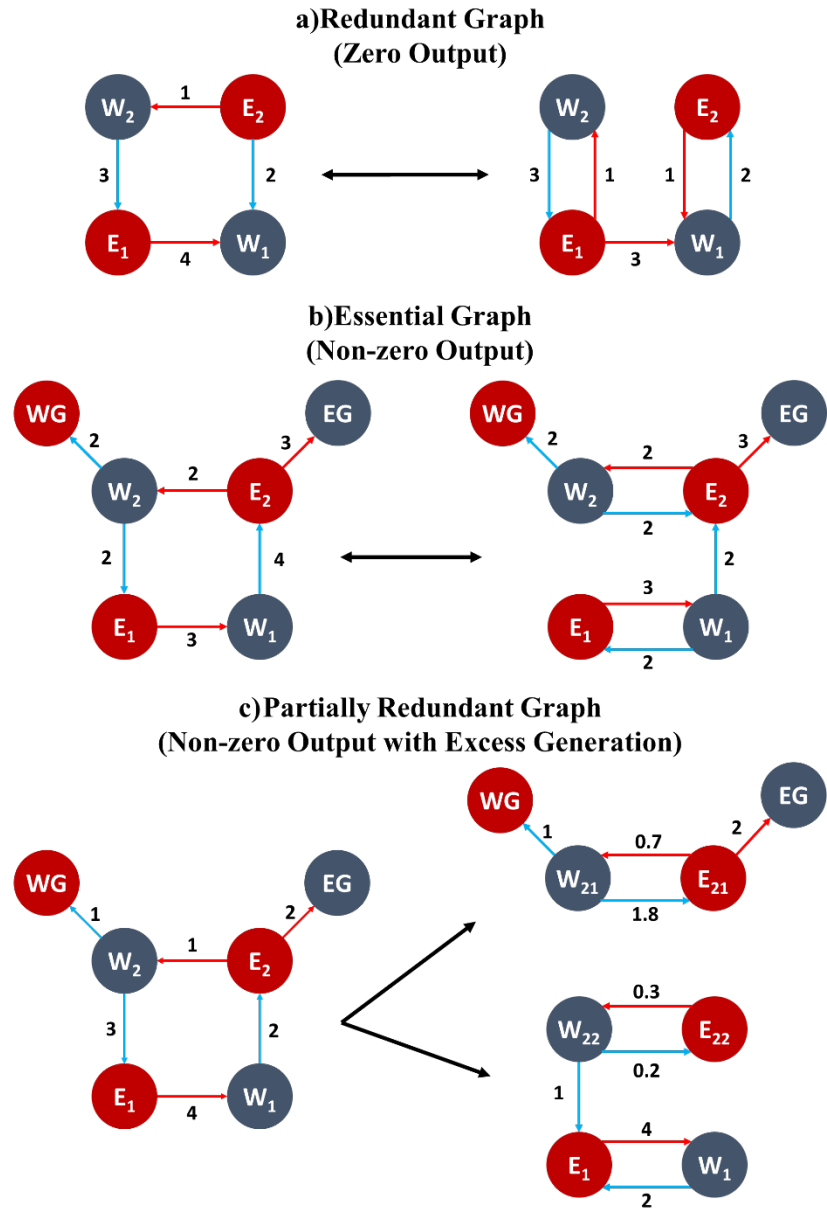 a)Redundant Graph
(Zero Output)
W2 1 E2
3 2
E1 4 W1
W2 E2
3 1 1 2
E1 3 W1
b)Essential Graph
(Non-zero Output)
WG EG
2 3
W2 2 E2
2 4
E1 3 W1
WG EG
2 3
W2 2 E2
2
2
E1 3 W1
2
c)Partially Redundant Graph
(Non-zero Output with Excess Generation)
WG EG
1 2
W2 1 E2
3 2
E1 4 W1
WG EG
1 2
W21 0.7 E21
1.8
W22 0.3 E22
0.2
1
E1 4 W1
2